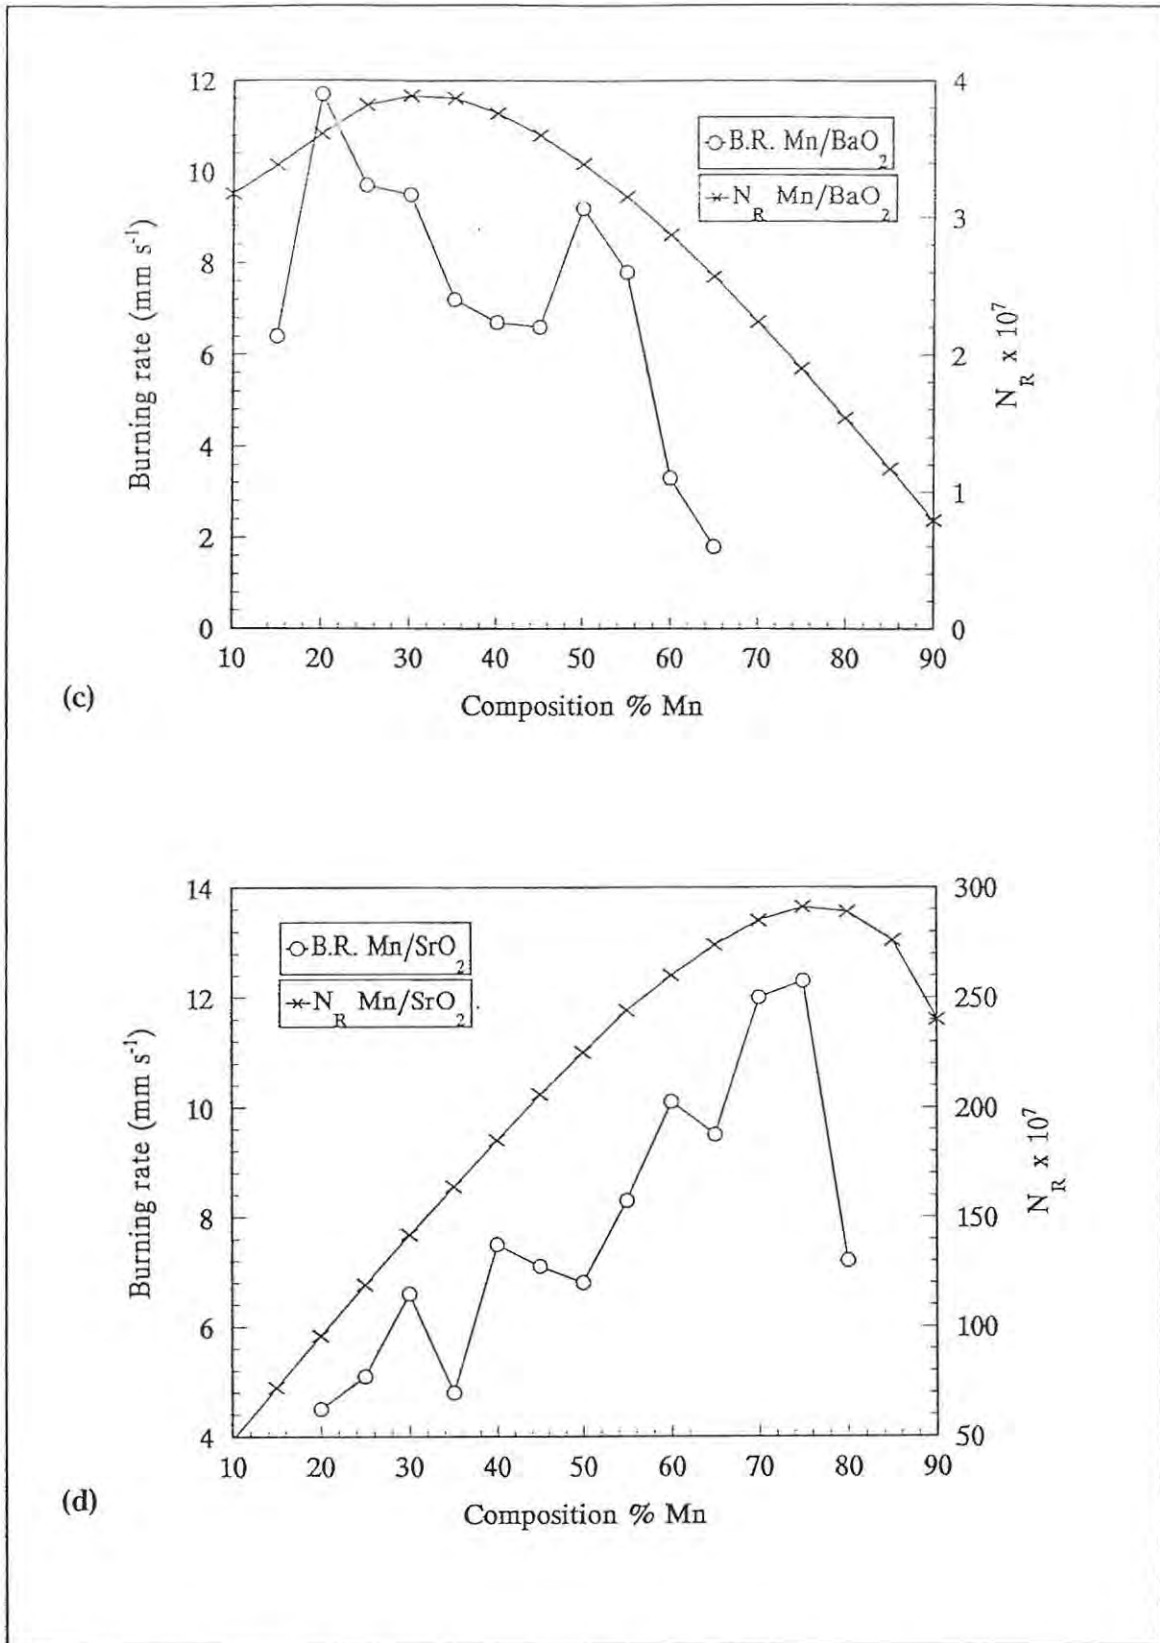 12
10
8
6
4
2
0
Burning rate (mm s⁻¹)
B.R. Mn/BaO₂
N_R Mn/BaO₂
4
3
2
1
0
N_R x 10⁷
10 20 30 40 50 60 70 80 90
Composition % Mn
(c)
14
12
10
8
6
4
Burning rate (mm s⁻¹)
B.R. Mn/SrO₂
N_R Mn/SrO₂
300
250
200
150
100
50
N_R x 10⁷
10 20 30 40 50 60 70 80 90
Composition % Mn
(d)